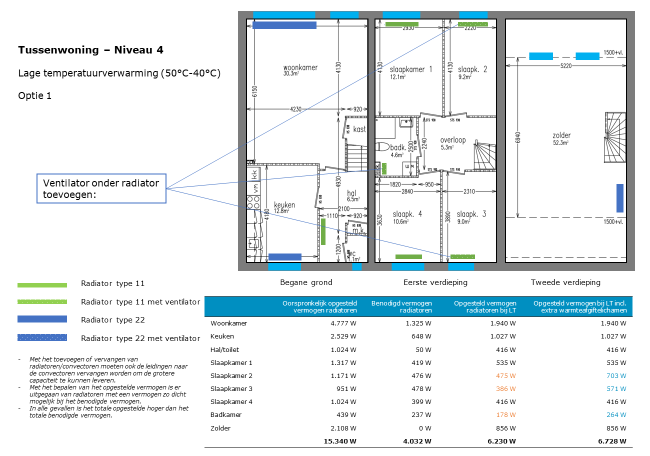 Tussenwoning – Niveau 4
Lage temperatuurverwarming (50°C-40°C)
Optie 1
Ventilator onder radiator
toevoegen:
woonkamer
30.3m²
6150
4230
920
4130
kast
keuken
12.8m²
hal
6.5m²
2100
1110
920
m.k.
kk
vn
slaapkamer 1
12.1m²
slaapk. 2
9.2m²
2220
4130
4130
badk.
4.6m²
overloop
5.3m²
2240
1820
950
2840
2310
slaapk. 4
10.6m²
slaapk. 3
9.0m²
zolder
52.3m²
5220
1500+vl.
1500+vl.
Begane grond
Eerste verdieping
Tweede verdieping
Radiator type 11
Radiator type 11 met ventilator
Radiator type 22
Radiator type 22 met ventilator
- Met het toevoegen of vervangen van
radiatoren/convectoren moeten ook de leidingen naar
de convectoren vervangen worden om de grotere
capaciteit te kunnen leveren.
- Met het bepalen van het opgestelde vermogen is er
uitgegaan van radiatoren met een vermogen zo dicht
mogelijk bij het benodigde vermogen.
- In alle gevallen is het totale opgestelde hoger dan het
totale benodigde vermogen.
Oorspronkelijk opgesteld vermogen radiatoren Benodigd vermogen radiatoren Opgesteld vermogen radiatoren bij LT Opgesteld vermogen bij LT incl. extra warmteafgiftelichamen
Woonkamer 4.777 W 1.325 W 1.940 W 1.940 W
Keuken 2.529 W 648 W 1.027 W 1.027 W
Hal/toilet 1.024 W 50 W 416 W 416 W
Slaapkamer 1 1.317 W 419 W 535 W 535 W
Slaapkamer 2 1.171 W 476 W 475 W 703 W
Slaapkamer 3 951 W 478 W 386 W 571 W
Slaapkamer 4 1.024 W 399 W 416 W 416 W
Badkamer 439 W 237 W 178 W 264 W
Zolder 2.108 W 0 W 856 W 856 W
15.340 W 4.032 W 6.230 W 6.728 W